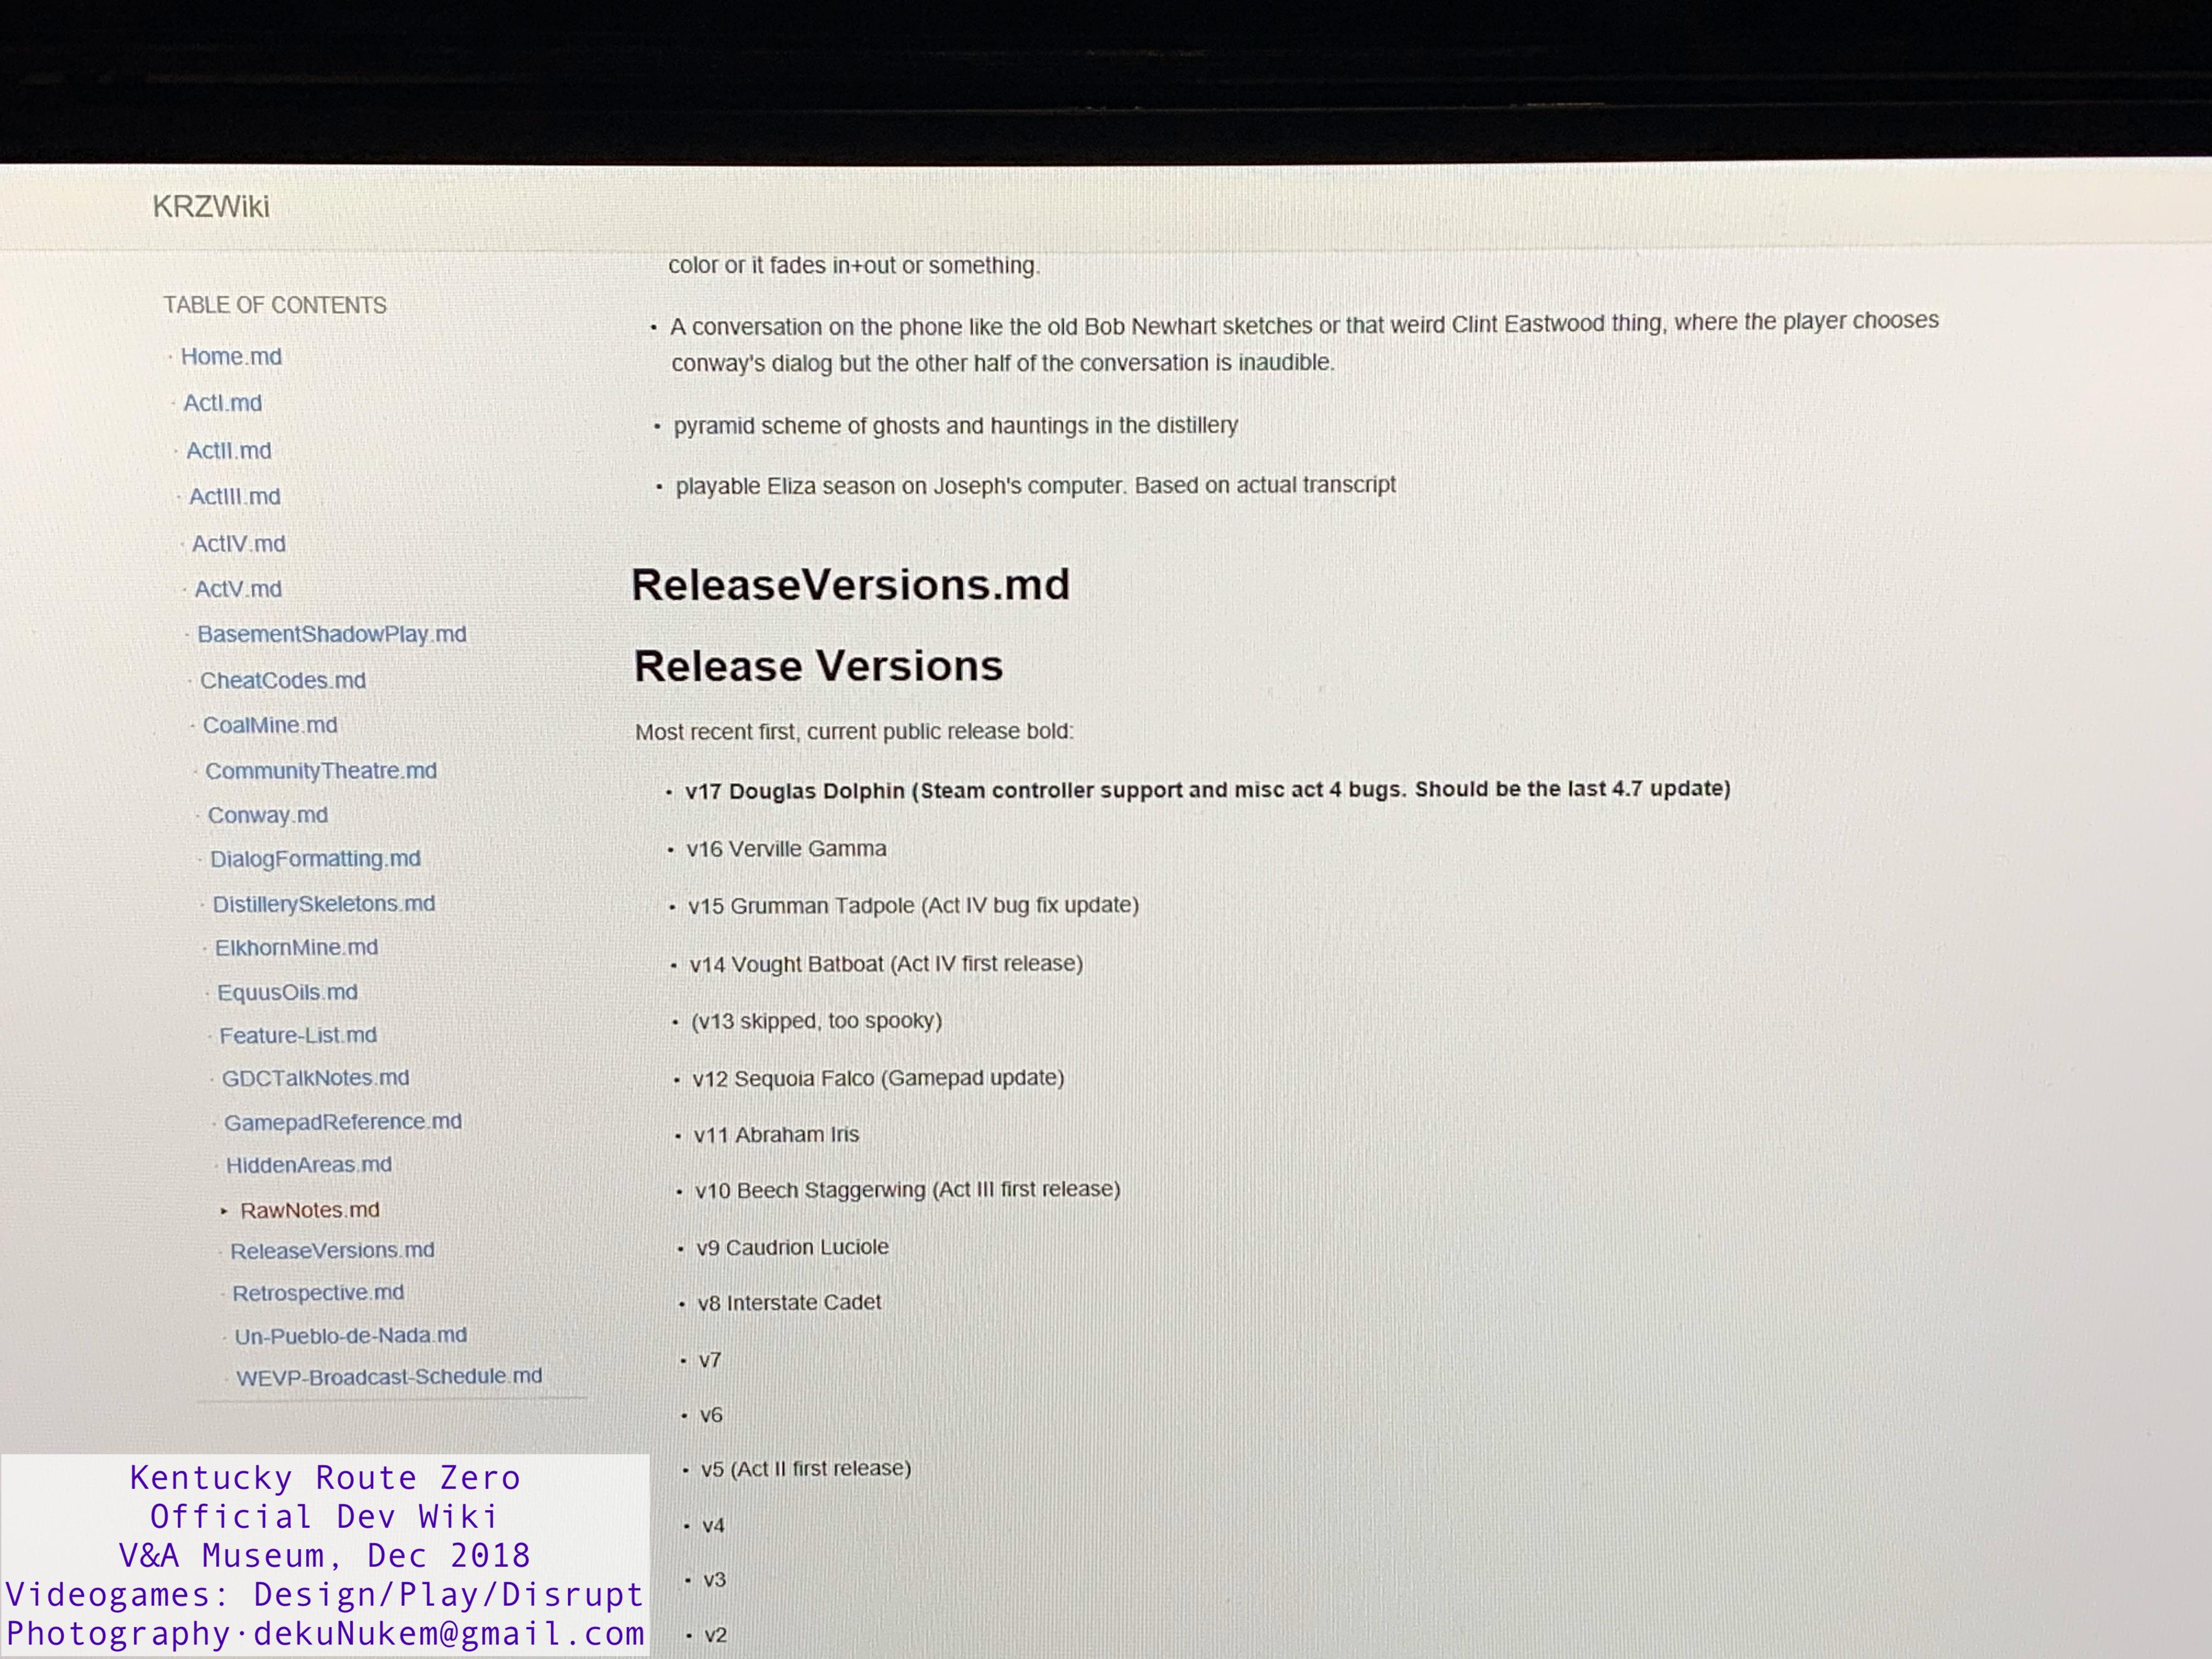 KRZWiki
TABLE OF CONTENTS
Home.md
ActI.md
ActII.md
ActIII.md
ActIV.md
ActV.md
BasementShadowPlay.md
CheatCodes.md
CoalMine.md
CommunityTheatre.md
Conway.md
DialogFormatting.md
DistillerySkeletons.md
ElkhornMine.md
EquusOils.md
Feature-List.md
GDCTalkNotes.md
GamepadReference.md
HiddenAreas.md
RawNotes.md
ReleaseVersions.md
Retrospective.md
Un-Pueblo-de-Nada.md
WEVP-Broadcast-Schedule.md
color or it fades in+out or something.
• A conversation on the phone like the old Bob Newhart sketches or that weird Clint Eastwood thing, where the player chooses
conway's dialog but the other half of the conversation is inaudible.
• pyramid scheme of ghosts and hauntings in the distillery
• playable Eliza season on Joseph's computer. Based on actual transcript
ReleaseVersions.md
Release Versions
Most recent first, current public release bold:
• v17 Douglas Dolphin (Steam controller support and misc act 4 bugs. Should be the last 4.7 update)
• v16 Verville Gamma
• v15 Grumman Tadpole (Act IV bug fix update)
• v14 Vought Batboat (Act IV first release)
• (v13 skipped, too spooky)
• v12 Sequoia Falco (Gamepad update)
• v11 Abraham Iris
• v10 Beech Staggerwing (Act III first release)
• v9 Caudrion Luciole
• v8 Interstate Cadet
• v7
• v6
• v5 (Act II first release)
• v4
• v3
• v2
Kentucky Route Zero
Official Dev Wiki
V&A Museum, Dec 2018
Videogames: Design/Play/Disrupt
Photography·dekuNukem@gmail.com